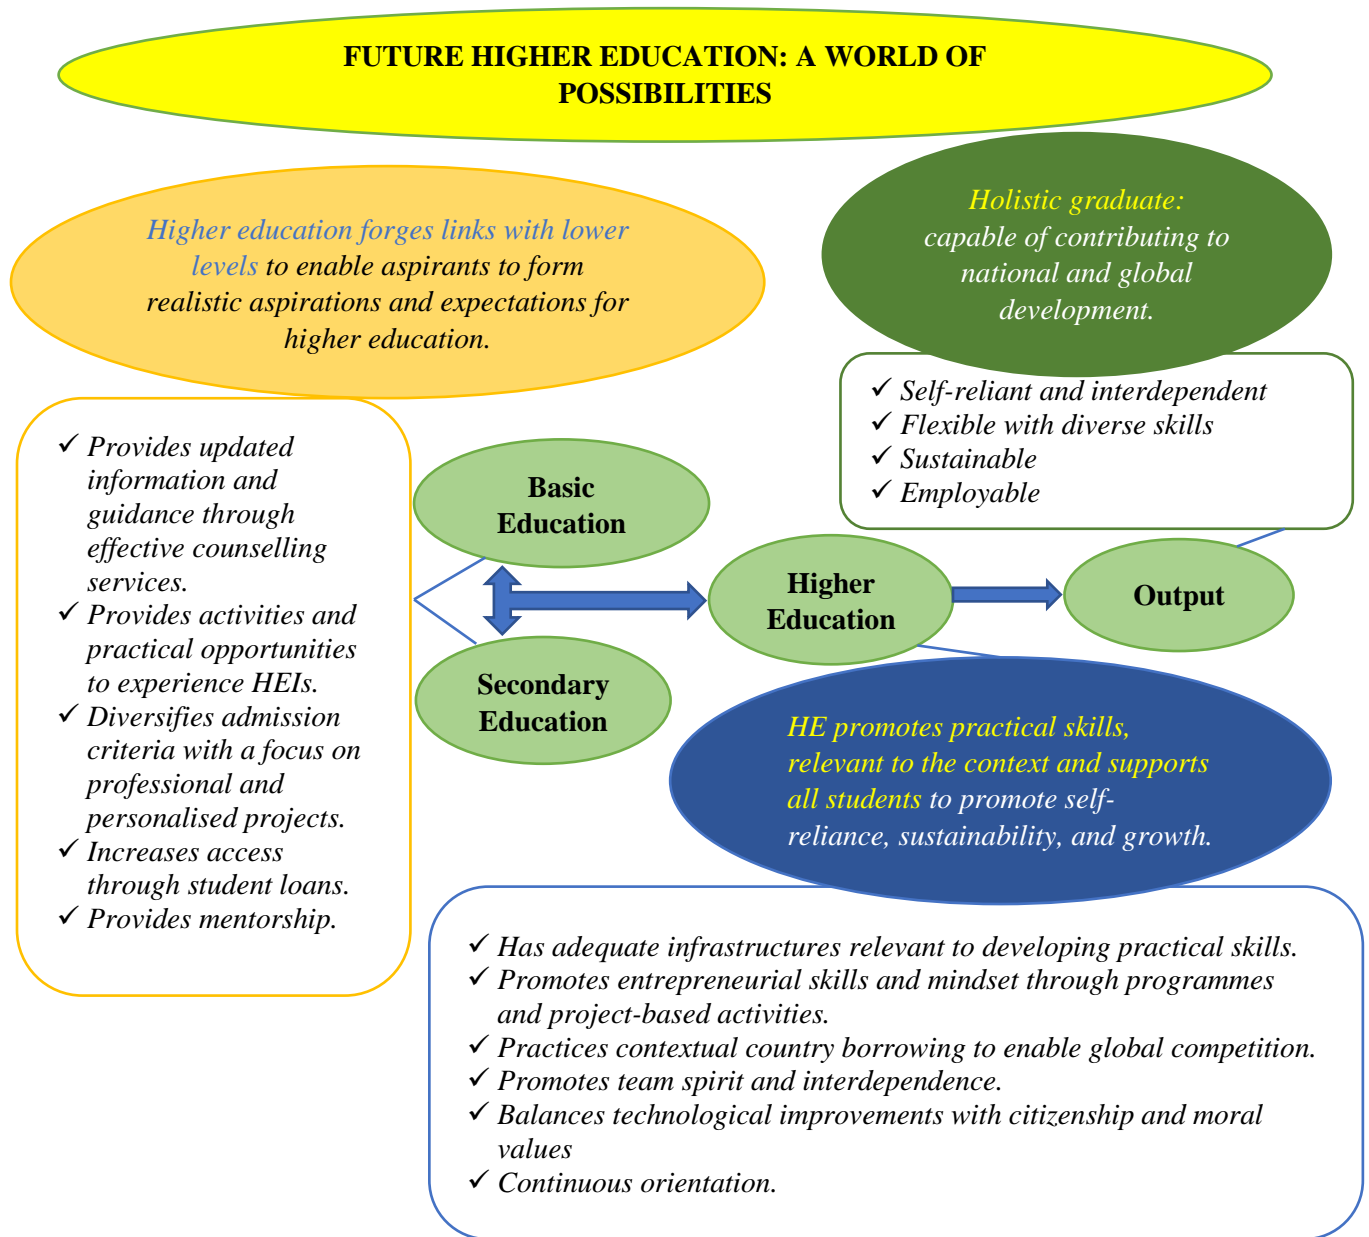 FUTURE HIGHER EDUCATION: A WORLD OF
POSSIBILITIES
Higher education forges links with lower
levels to enable aspirants to form
realistic aspirations and expectations for
higher education.
Holistic graduate:
capable of contributing to
national and global
development.
✓ Self-reliant and interdependent
✓ Flexible with diverse skills
✓ Sustainable
✓ Employable
✓ Provides updated
information and
guidance through
effective counselling
services.
✓ Provides activities and
practical opportunities
to experience HEIs.
✓ Diversifies admission
criteria with a focus on
professional and
personalised projects.
✓ Increases access
through student loans.
✓ Provides mentorship.
Basic
Education
Secondary
Education
Higher
Education
Output
HE promotes practical skills,
relevant to the context and supports
all students to promote self-
reliance, sustainability, and growth.
✓ Has adequate infrastructures relevant to developing practical skills.
✓ Promotes entrepreneurial skills and mindset through programmes
and project-based activities.
✓ Practices contextual country borrowing to enable global competition.
✓ Promotes team spirit and interdependence.
✓ Balances technological improvements with citizenship and moral
values
✓ Continuous orientation.